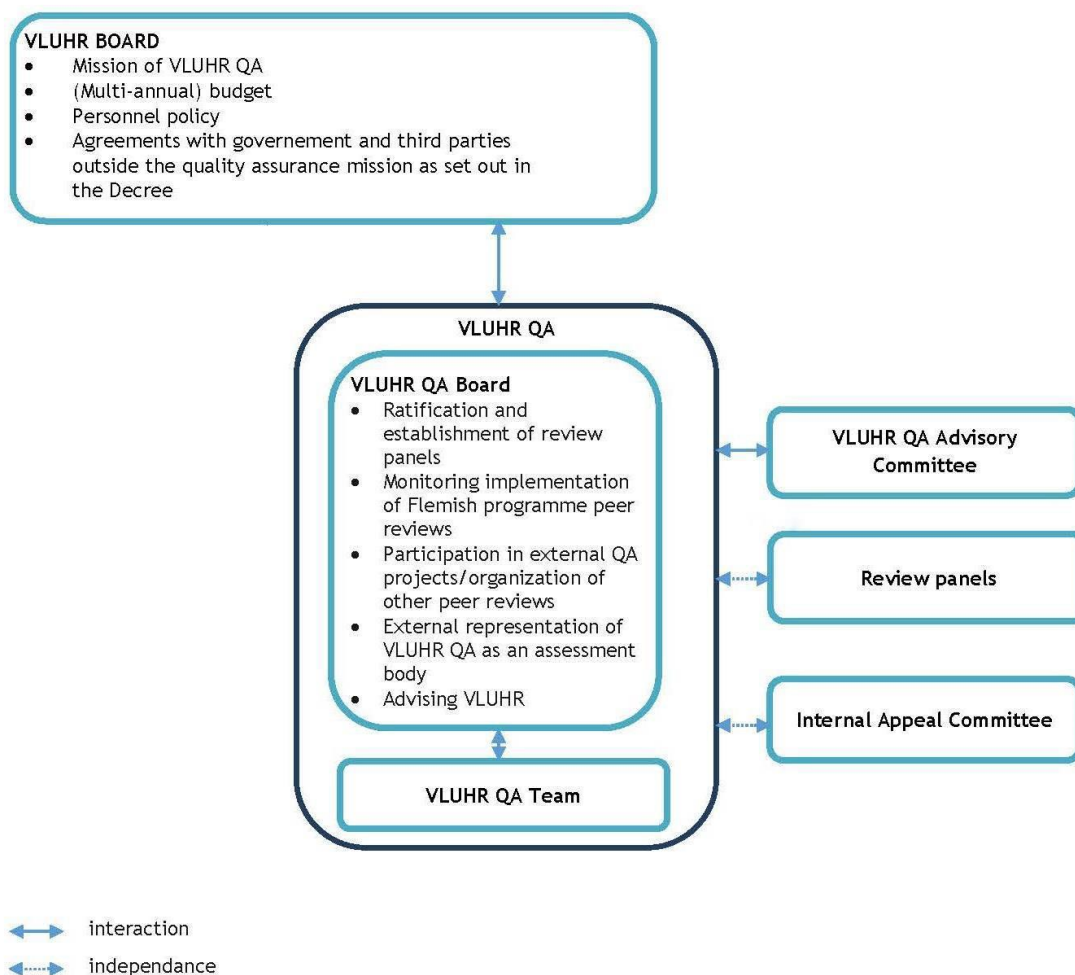 VLUHR BOARD
• Mission of VLUHR QA
• (Multi-annual) budget
• Personnel policy
• Agreements with governement and third parties
outside the quality assurance mission as set out in
the Decree
VLUHR QA
VLUHR QA Board
• Ratification and
establishment of review
panels
• Monitoring implementation
of Flemish programme peer
reviews
• Participation in external QA
projects/organization of
other peer reviews
• External representation of
VLUHR QA as an assessment
body
• Advising VLUHR
VLUHR QA Team
VLUHR QA Advisory
Committee
Review panels
Internal Appeal Committee
interaction
independance